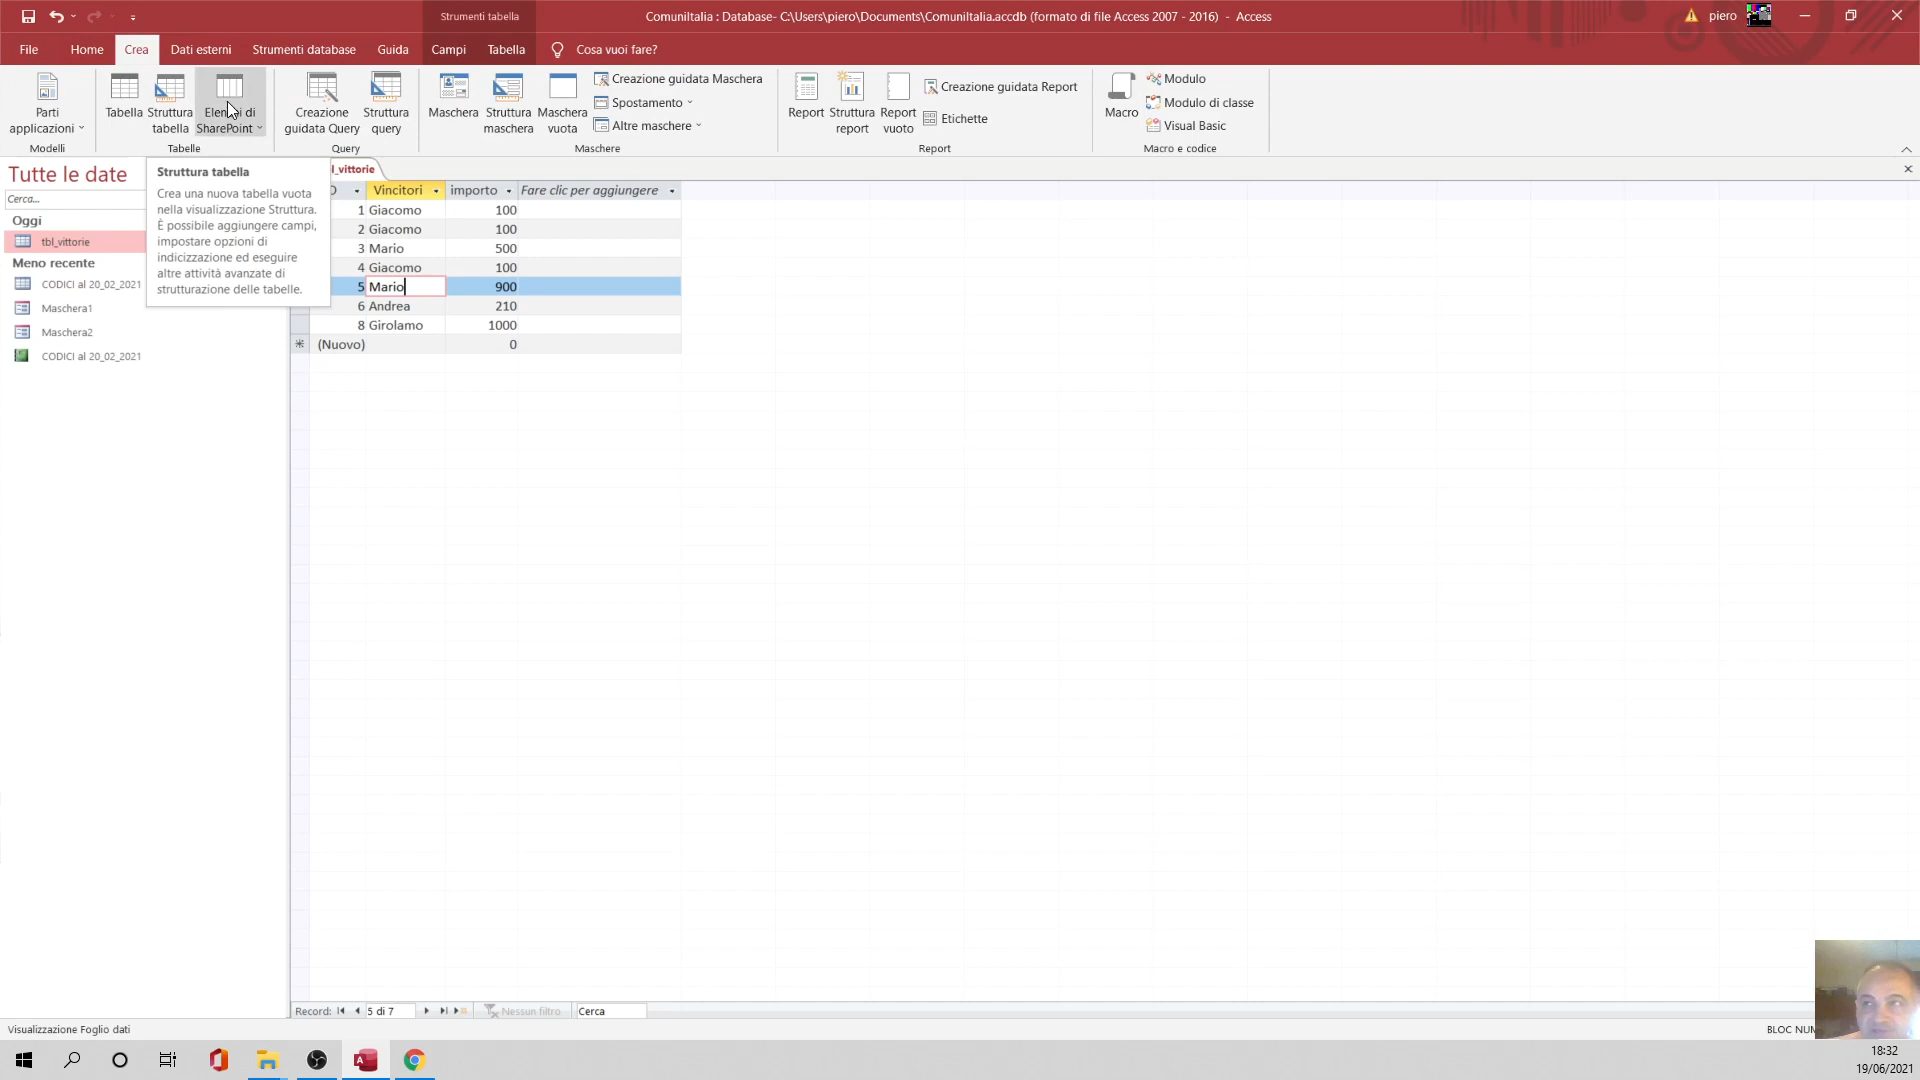 Strumenti tabella
ComuniItalia : Database- C:\Users\piero\Documents\ComuniItalia.accdb (formato di file Access 2007 - 2016) - Access
piero
File Home Crea Dati esterni Strumenti database Guida Campi Tabella Cosa vuoi fare?
Parti applicazioni
Modelli
Tabella
Struttura tabella
Elenchi di SharePoint
Tabelle
Creazione guidata Query
Struttura query
Query
Maschera
Struttura maschera
Maschera vuota
Creazione guidata Maschera
Spostamento
Altre maschere
Maschere
Report
Struttura report
Report vuoto
Creazione guidata Report
Etichette
Report
Macro
Modulo
Modulo di classe
Visual Basic
Macro e codice
Tutte le date
Cerca...
Oggi
tbl_vittorie
Meno recente
CODICI al 20_02_2021
Maschera1
Maschera2
CODICI al 20_02_2021
Struttura tabella
Crea una nuova tabella vuota
nella visualizzazione Struttura.
È possibile aggiungere campi,
impostare opzioni di
indicizzazione ed eseguire
altre attività avanzate di
strutturazione delle tabelle.
l_vittorie
D Vincitori importo Fare clic per aggiungere
1 Giacomo 100
2 Giacomo 100
3 Mario 500
4 Giacomo 100
5 Mario 900
6 Andrea 210
8 Girolamo 1000
(Nuovo) 0
Record: 5 di 7 Nessun filtro Cerca
Visualizzazione Foglio dati
BLOC NUM
18:32
19/06/2021